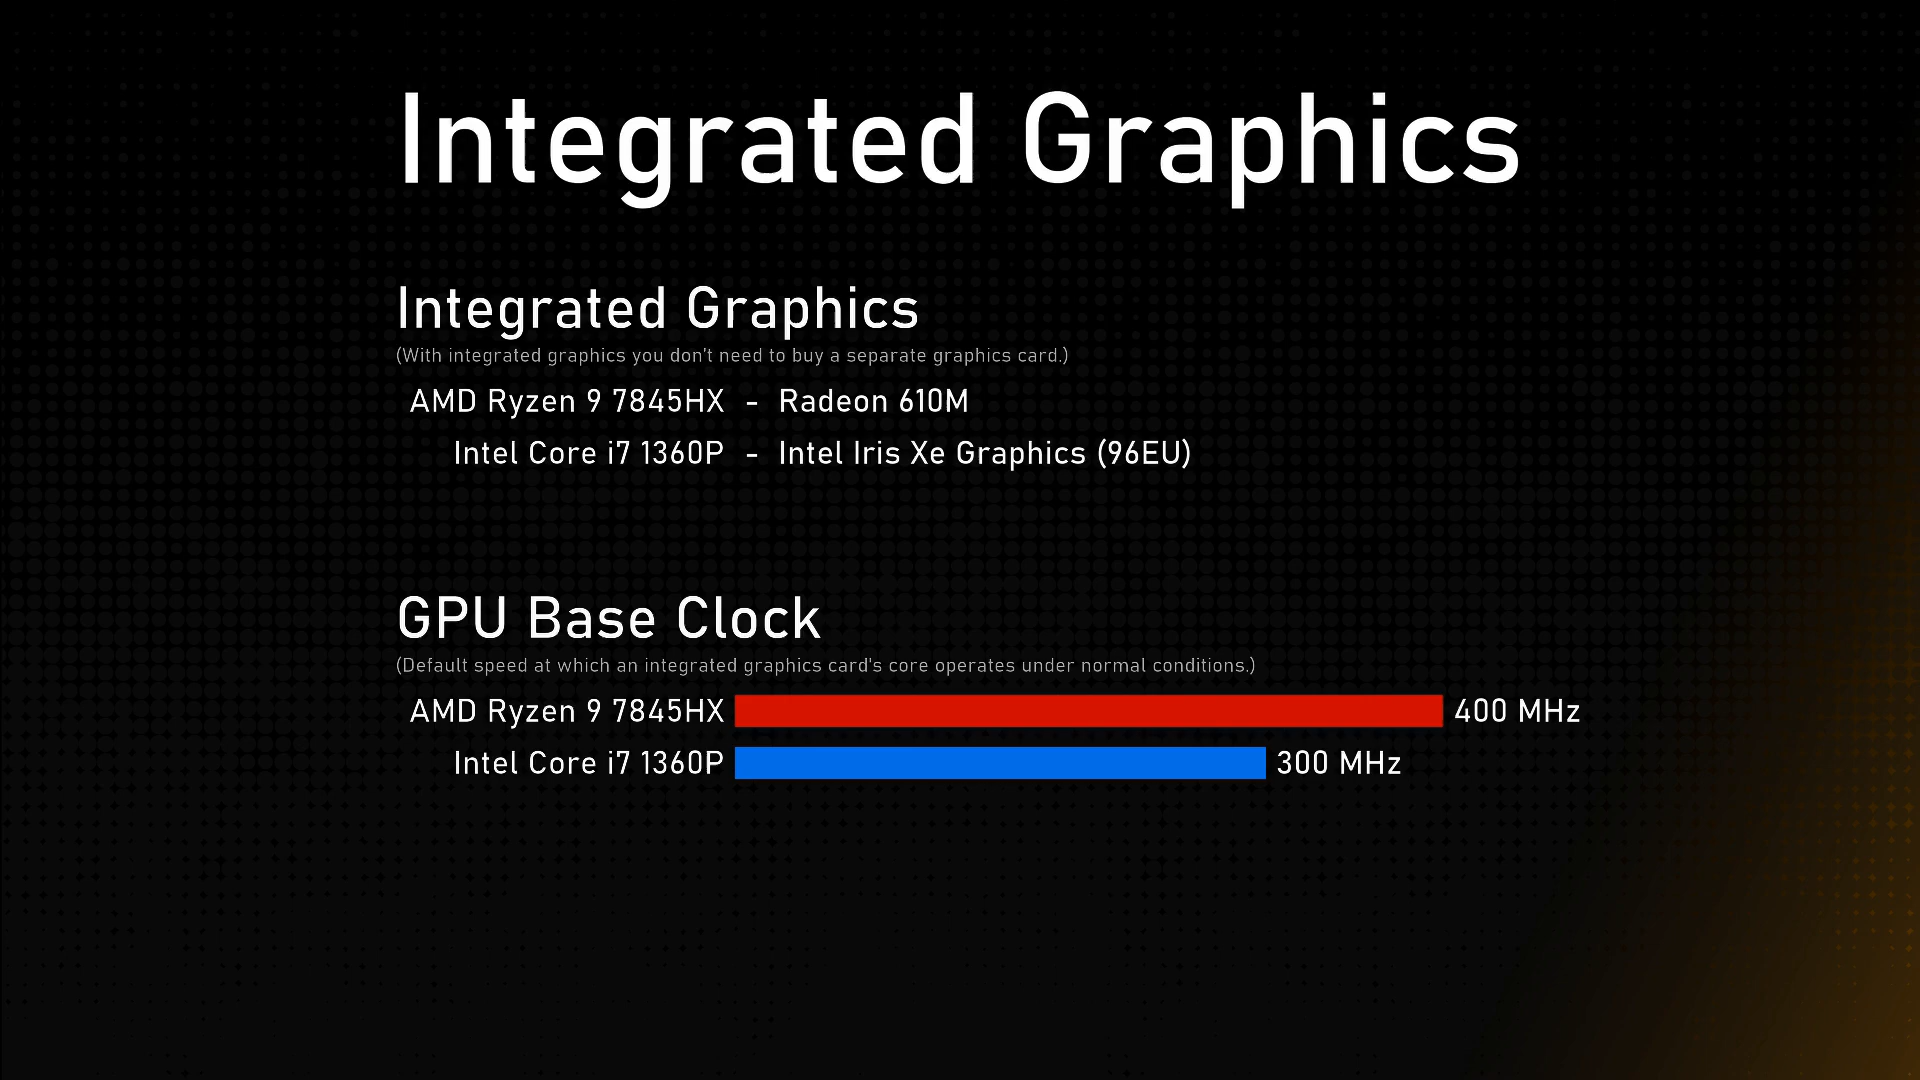 Integrated Graphics
Integrated Graphics
(With integrated graphics you don't need to buy a separate graphics card.)
AMD Ryzen 9 7845HX - Radeon 610M
Intel Core i7 1360P - Intel Iris Xe Graphics (96EU)
GPU Base Clock
(Default speed at which an integrated graphics card's core operates under normal conditions.)
AMD Ryzen 9 7845HX 400 MHz
Intel Core i7 1360P 300 MHz